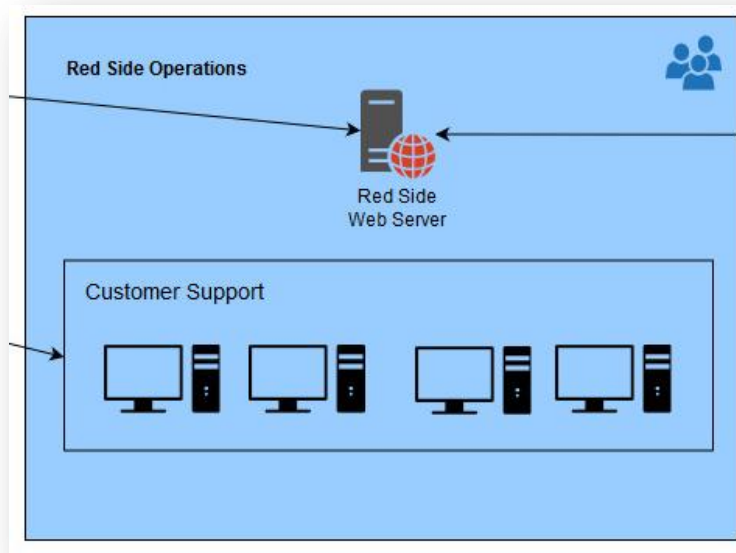 Red Side Operations
Red Side
Web Server
Customer Support